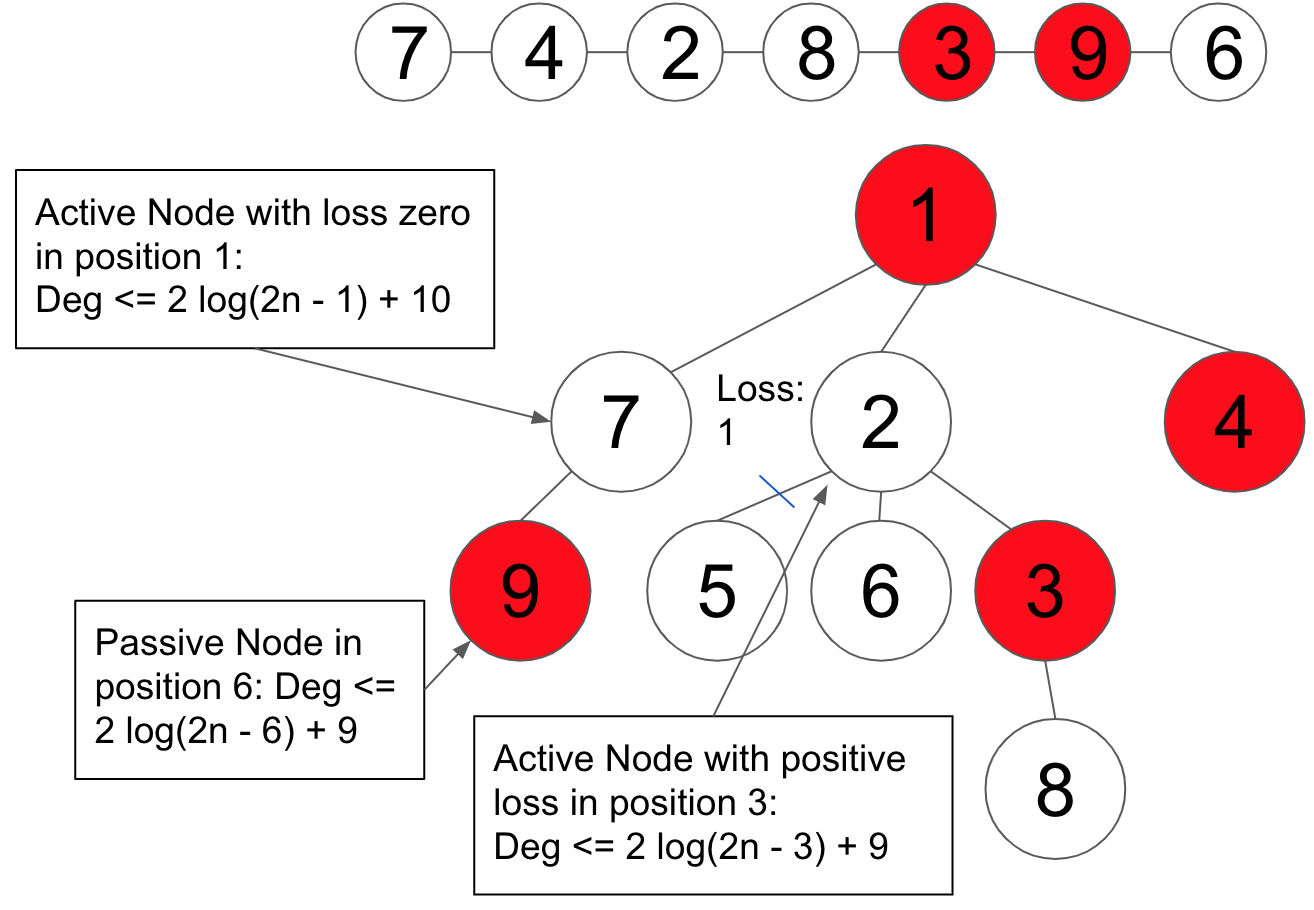 7 4 2 8 3 9 6
1
Active Node with loss zero
in position 1:
Deg <= 2 log(2n - 1) + 10
7
Loss:
1
2
4
9
5
6
3
Passive Node in
position 6: Deg <=
2 log(2n - 6) + 9
Active Node with positive
loss in position 3:
Deg <= 2 log(2n - 3) + 9
8